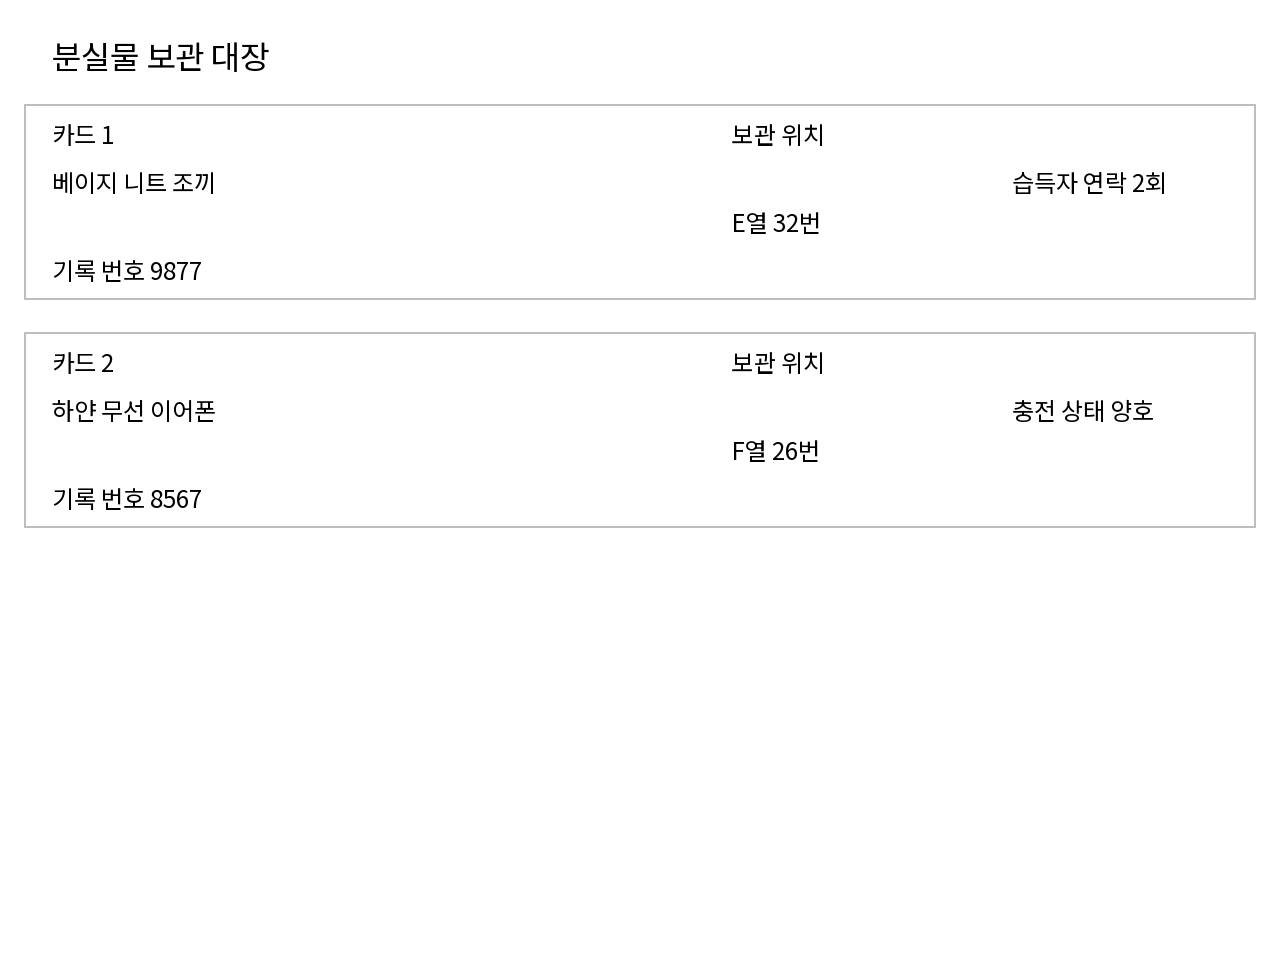 분실물 보관 대장
카드 1
보관 위치
베이지 니트 조끼
습득자 연락 2회
E열 32번
기록 번호 9877
카드 2
보관 위치
하얀 무선 이어폰
충전 상태 양호
F열 26번
기록 번호 8567